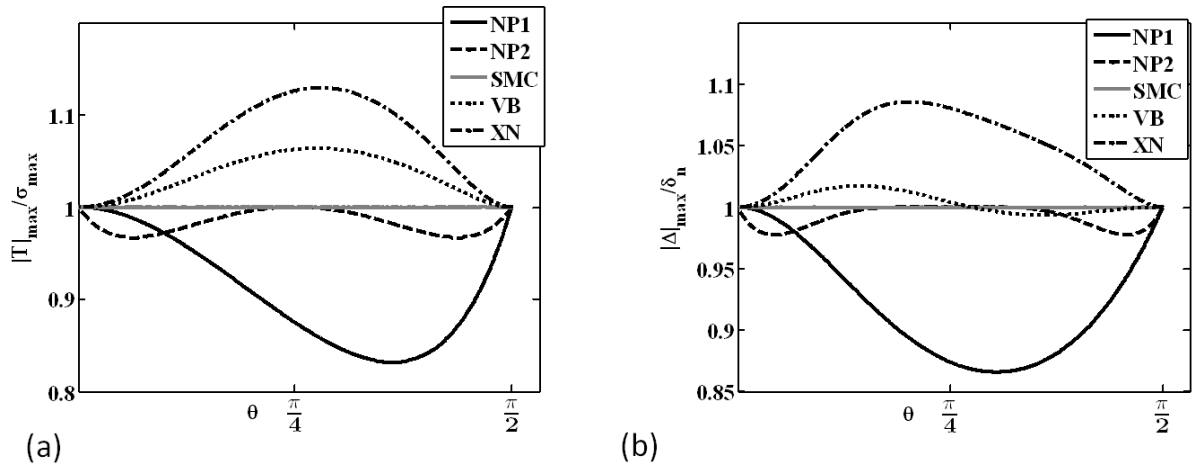 NP1
NP2
SMC
VB
XN
1.1
1
0.9
0.8
|T|max/σmax
θ
π/4
π/2
(a)
NP1
NP2
SMC
VB
XN
1.1
1.05
1
0.95
0.9
0.85
|Δ|max/δn
θ
π/4
π/2
(b)